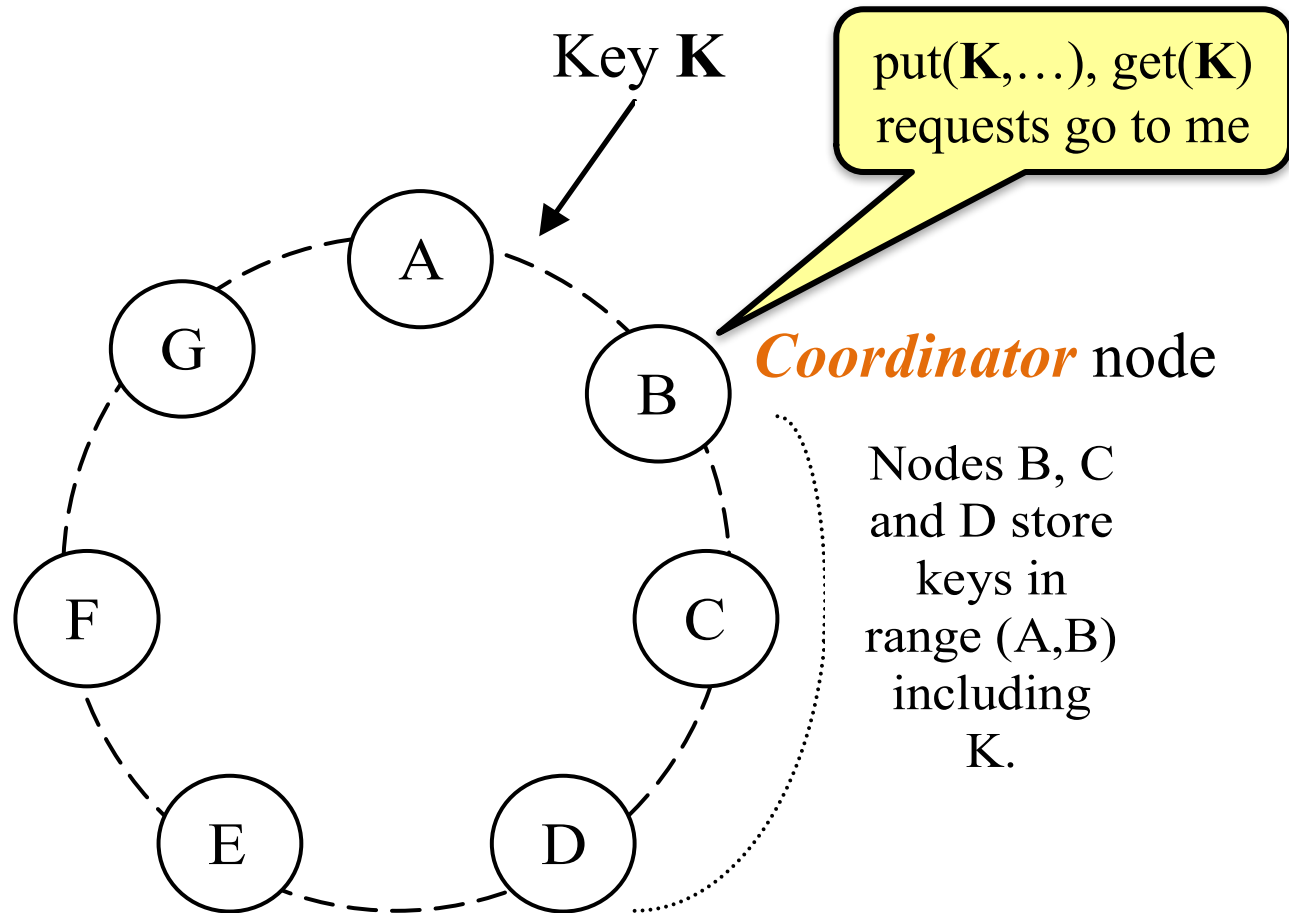 Key K
put(K,…), get(K)
requests go to me
A
G
B
Coordinator node
Nodes B, C
and D store
keys in
range (A,B)
including
K.
F
C
E
D